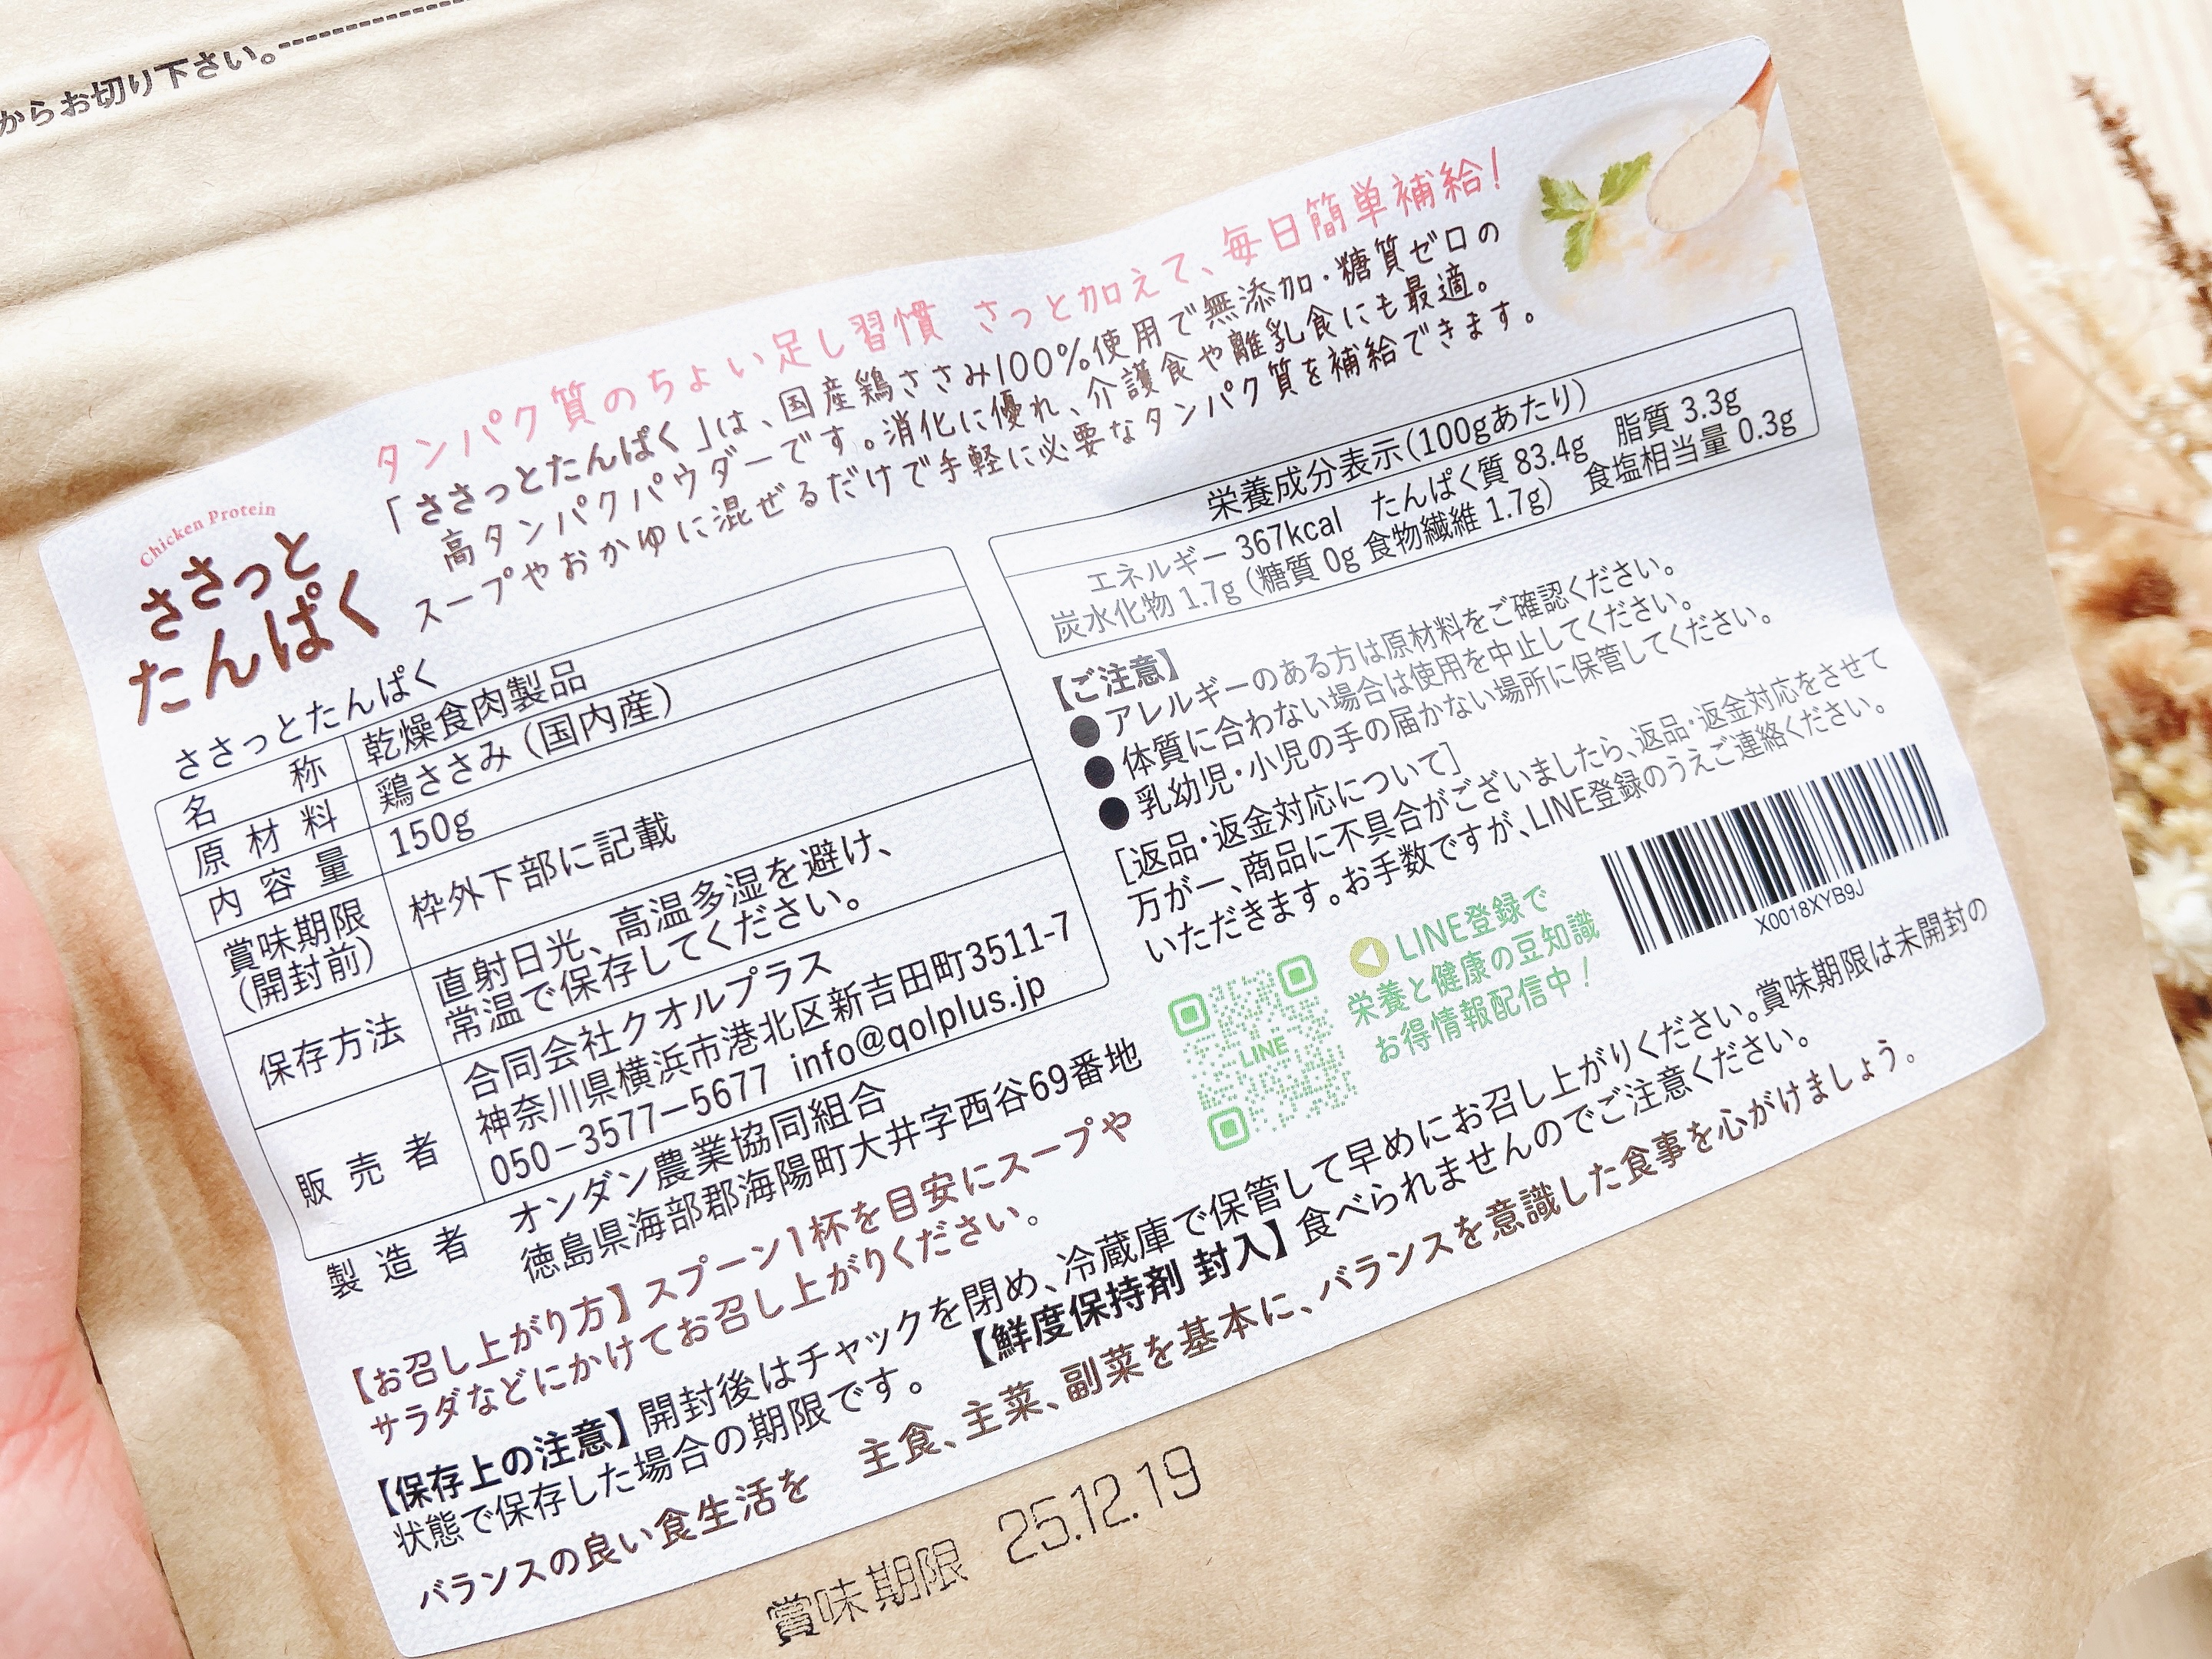 からお切り下さい。
タンパク質のちょい足し習慣 さっと加えて、毎日簡単補給!
「ささっとたんぱく」は、国産鶏ささみ100%使用で無添加・糖質ゼロの
高タンパクパウダーです。消化に優れ、介護食や離乳食にも最適。
スープやおかゆに混ぜるだけで手軽に必要なタンパク質を補給できます。
Chicken Protein
ささっと
たんぱく
ささっとたんぱく
名称 乾燥食肉製品
原材料 鶏ささみ(国内産)
内容量 150g
賞味期限
(開封前)
枠外下部に記載
保存方法
直射日光、高温多湿を避け、
常温で保存してください。
販売者
合同会社クオルプラス
神奈川県横浜市港北区新吉田町3511-7
050-3577-5677 info@qolplus.jp
製造者 オンダン農業協同組合
徳島県海部郡海陽町大井字西谷69番地
栄養成分表示(100gあたり)
エネルギー 367kcal たんぱく質 83.4g 脂質 3.3g
炭水化物 1.7g(糖質 0g 食物繊維 1.7g) 食塩相当量 0.3g
【ご注意】
●アレルギーのある方は原材料をご確認ください。
●体質に合わない場合は使用を中止してください。
●乳幼児・小児の手の届かない場所に保管してください。
[返品・返金対応について]
万が一、商品に不具合がございましたら、返品・返金対応をさせて
いただきます。お手数ですが、LINE登録のうえご連絡ください。
LINE
LINE登録で
栄養と健康の豆知識
お得情報配信中!
X0018XYB9J
【お召し上がり方】スプーン1杯を目安にスープや
サラダなどにかけてお召し上がりください。
【保存上の注意】開封後はチャックを閉め、冷蔵庫で保管して早めにお召し上がりください。賞味期限は未開封の
状態で保存した場合の期限です。 【鮮度保持剤 封入】食べられませんのでご注意ください。
バランスの良い食生活を 主食、主菜、副菜を基本に、バランスを意識した食事を心がけましょう。
賞味期限 25.12.19